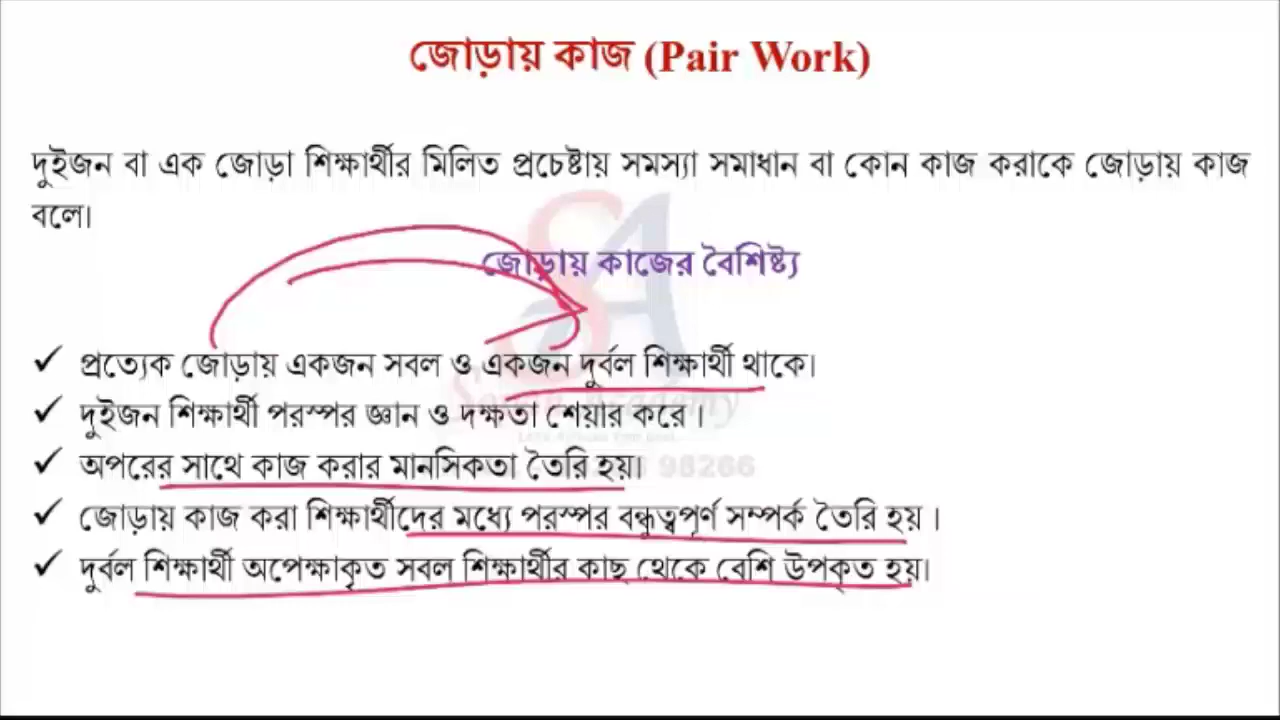 জোড়ায় কাজ (Pair Work)
দুইজন বা এক জোড়া শিক্ষার্থীর মিলিত প্রচেষ্টায় সমস্যা সমাধান বা কোন কাজ করাকে জোড়ায় কাজ
বলে।
জোড়ায় কাজের বৈশিষ্ট্য
✓ প্রত্যেক জোড়ায় একজন সবল ও একজন দুর্বল শিক্ষার্থী থাকে।
✓ দুইজন শিক্ষার্থী পরস্পর জ্ঞান ও দক্ষতা শেয়ার করে।
✓ অপরের সাথে কাজ করার মানসিকতা তৈরি হয়।
✓ জোড়ায় কাজ করা শিক্ষার্থীদের মধ্যে পরস্পর বন্ধুত্বপূর্ণ সম্পর্ক তৈরি হয়।
✓ দুর্বল শিক্ষার্থী অপেক্ষাকৃত সবল শিক্ষার্থীর কাছ থেকে বেশি উপকৃত হয়।